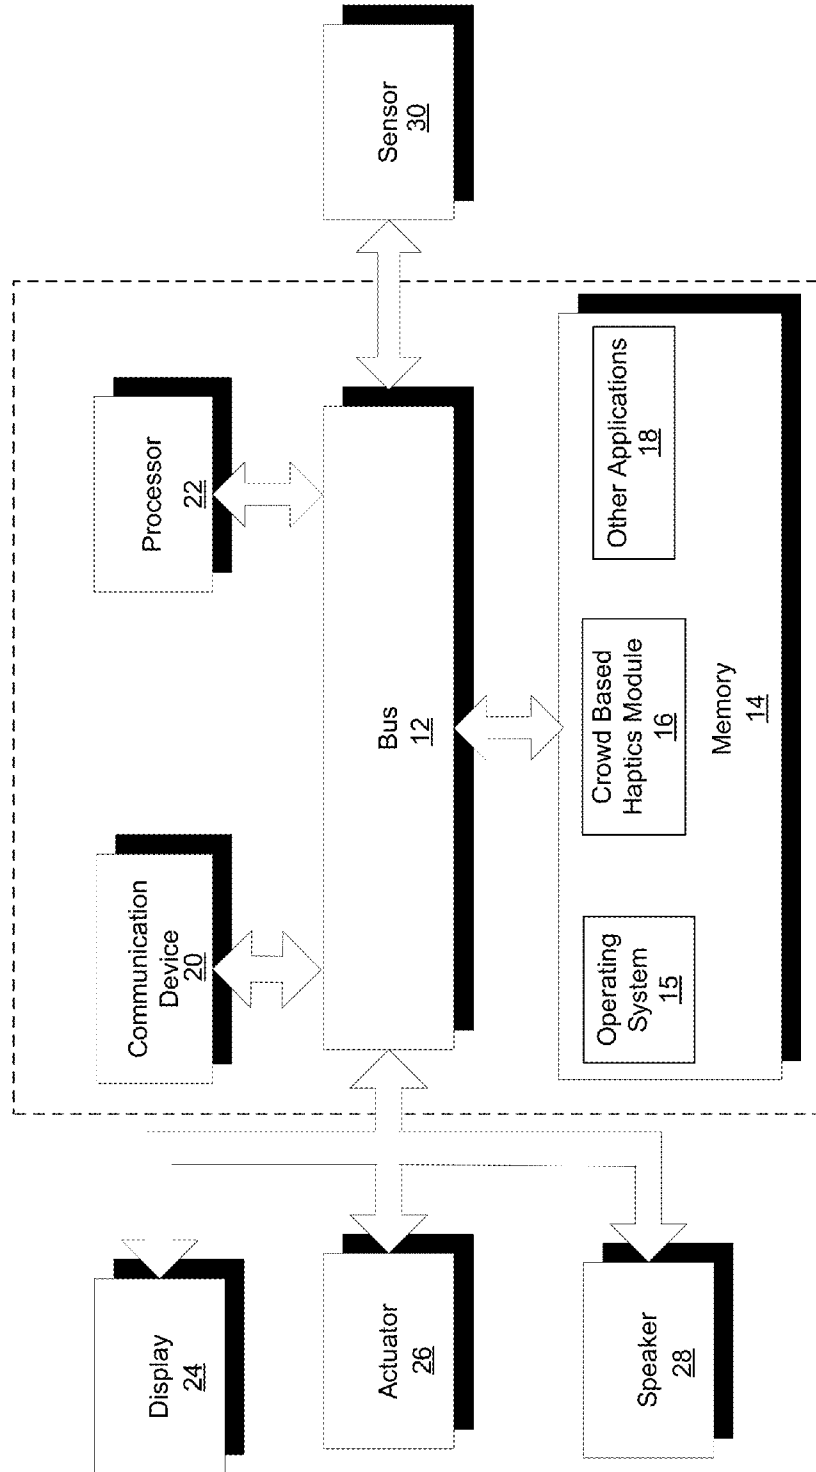 Display
24
Communication
Device
20
Processor
22
Actuator
26
Bus
12
Sensor
30
Speaker
28
Operating
System
15
Crowd Based
Haptics Module
16
Other Applications
18
Memory
14